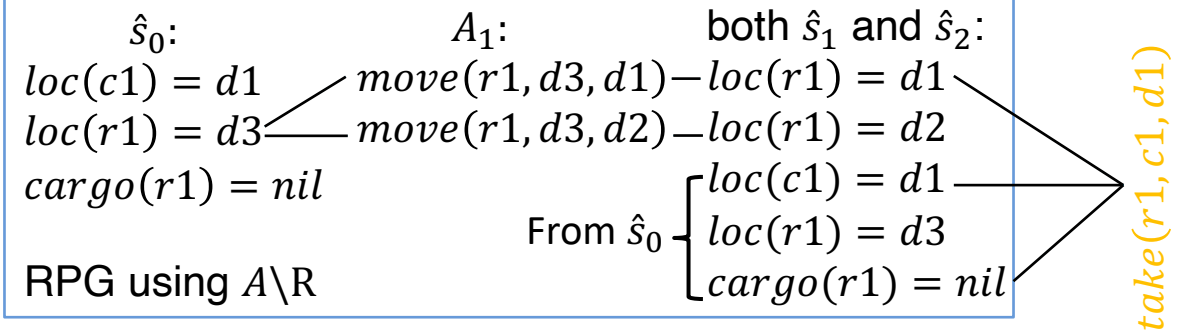 ŝ₀: A₁: both ŝ₁ and ŝ₂:
loc(c1) = d1 move(r1, d3, d1) loc(r1) = d1
loc(r1) = d3 move(r1, d3, d2) loc(r1) = d2
cargo(r1) = nil loc(c1) = d1
From ŝ₀ loc(r1) = d3
RPG using A\R cargo(r1) = nil
take(r1, c1, d1)